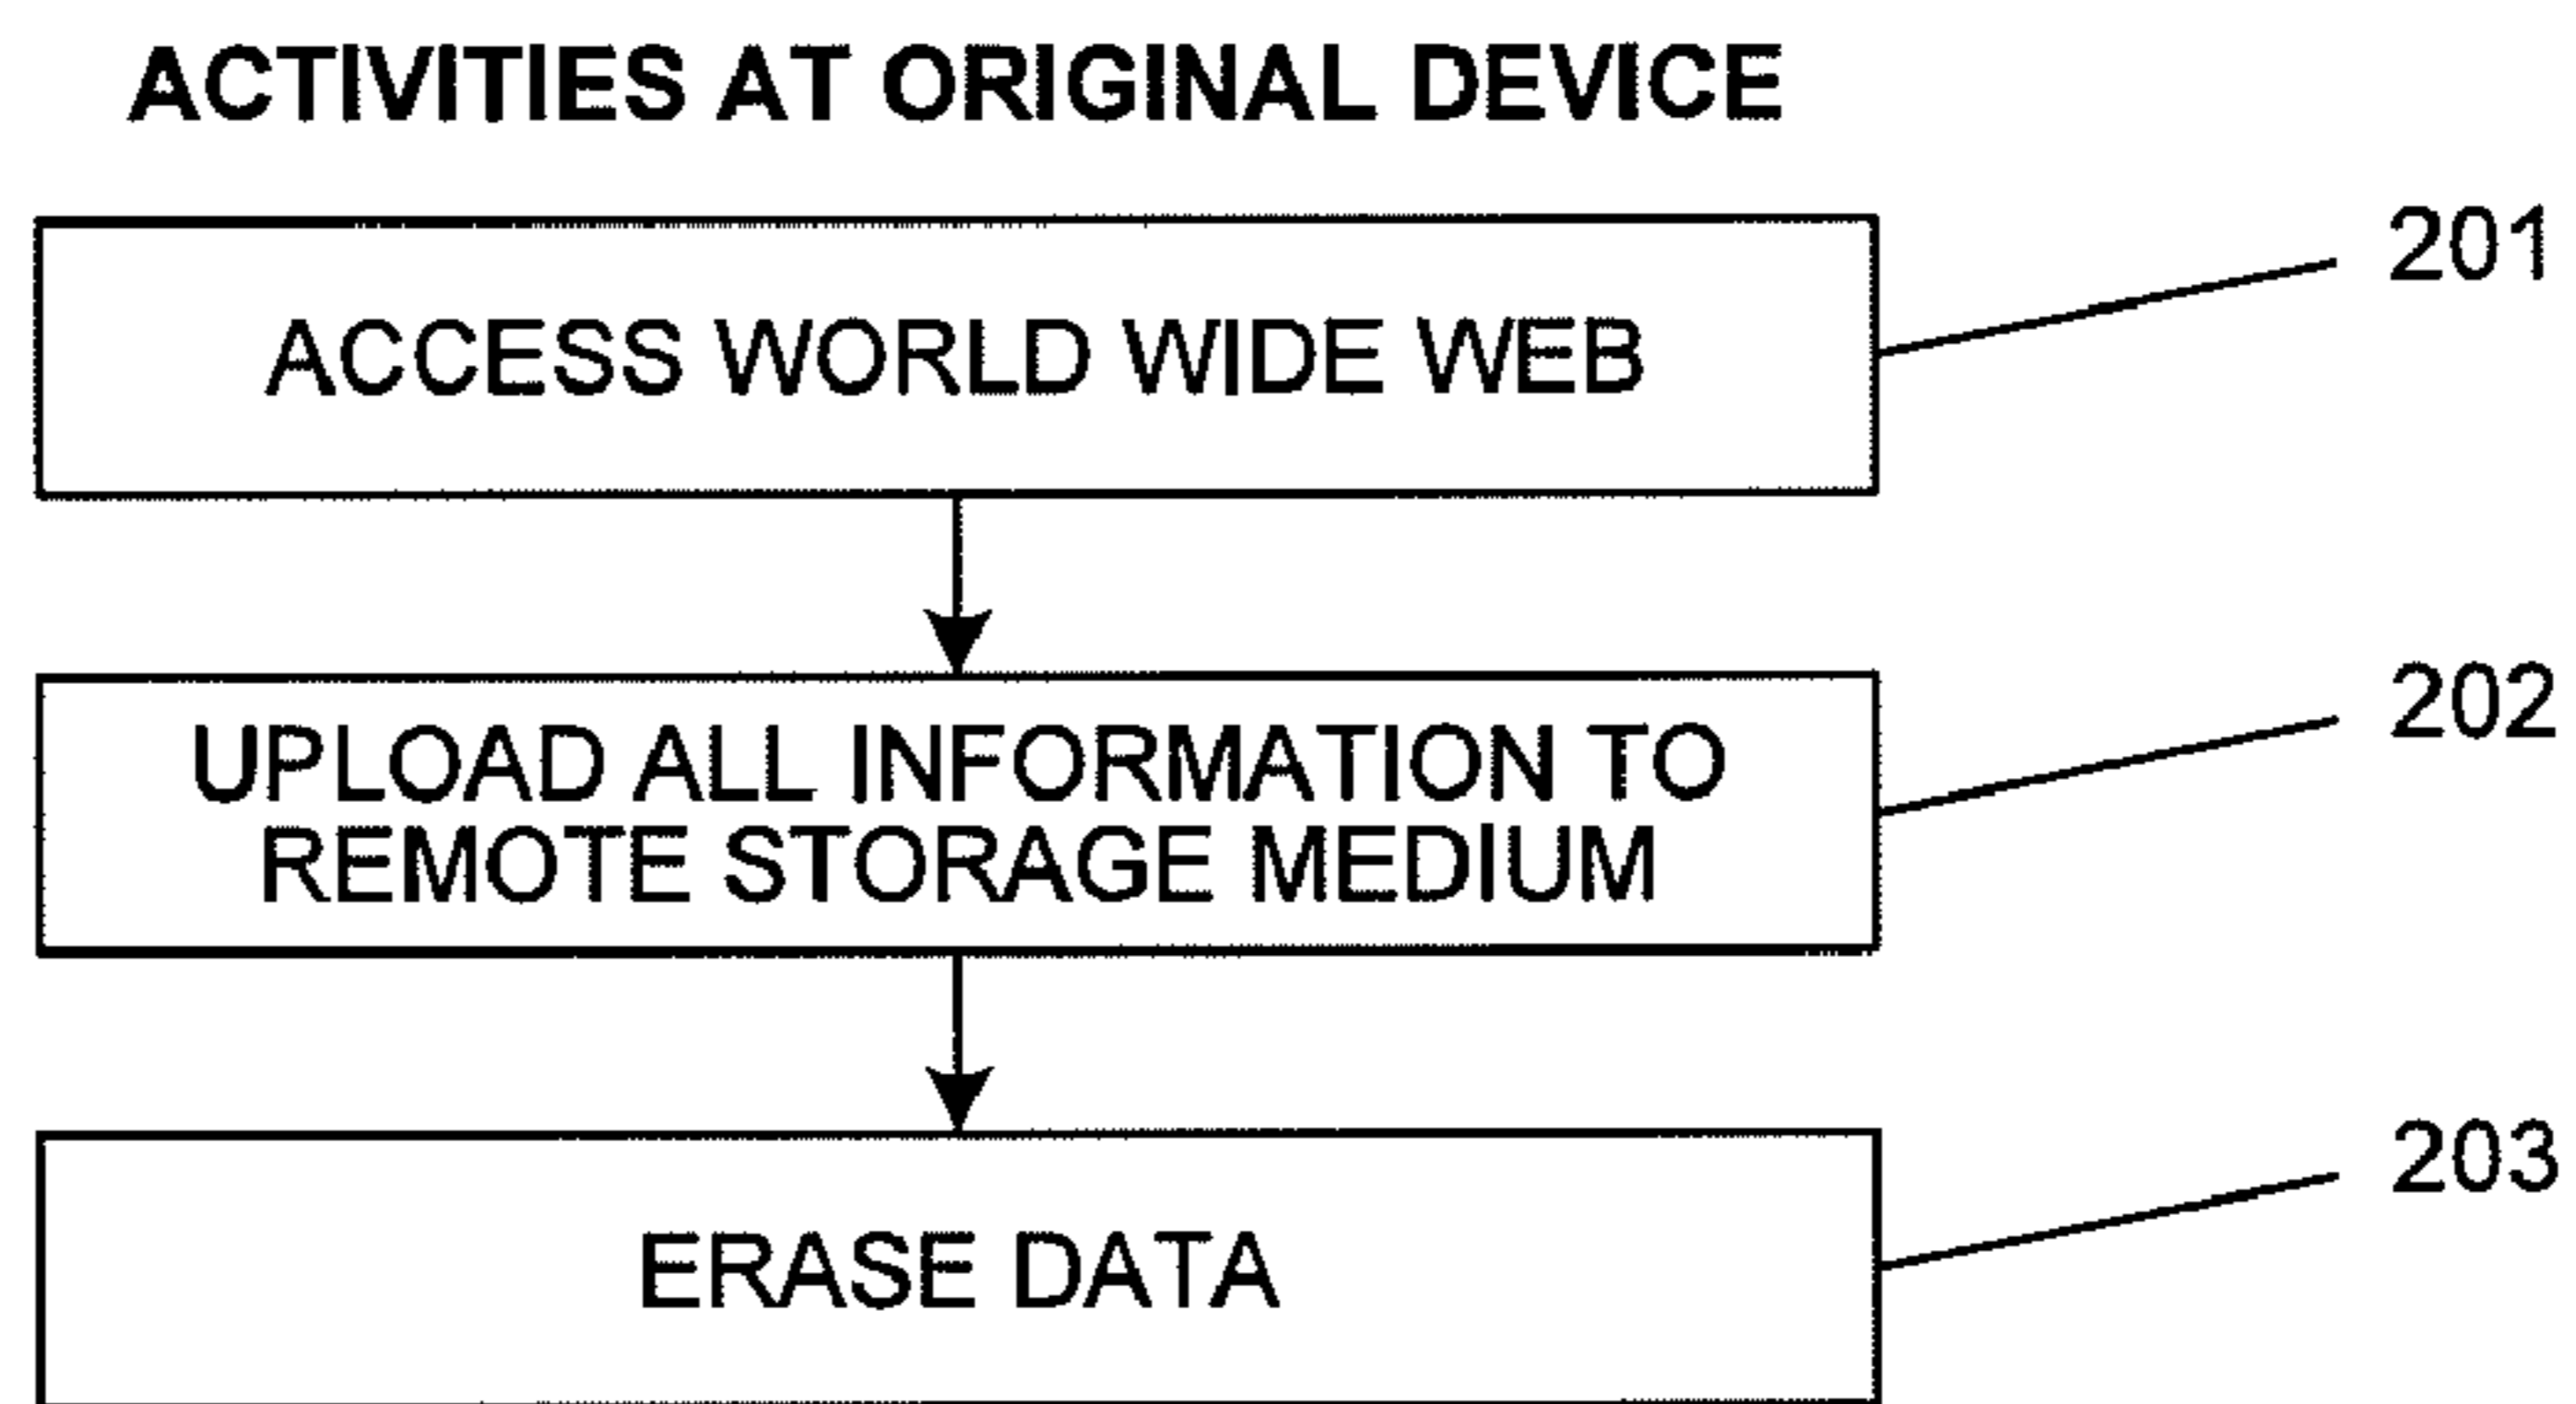 ACTIVITIES AT ORIGINAL DEVICE
201
ACCESS WORLD WIDE WEB
202
UPLOAD ALL INFORMATION TO
REMOTE STORAGE MEDIUM
203
ERASE DATA